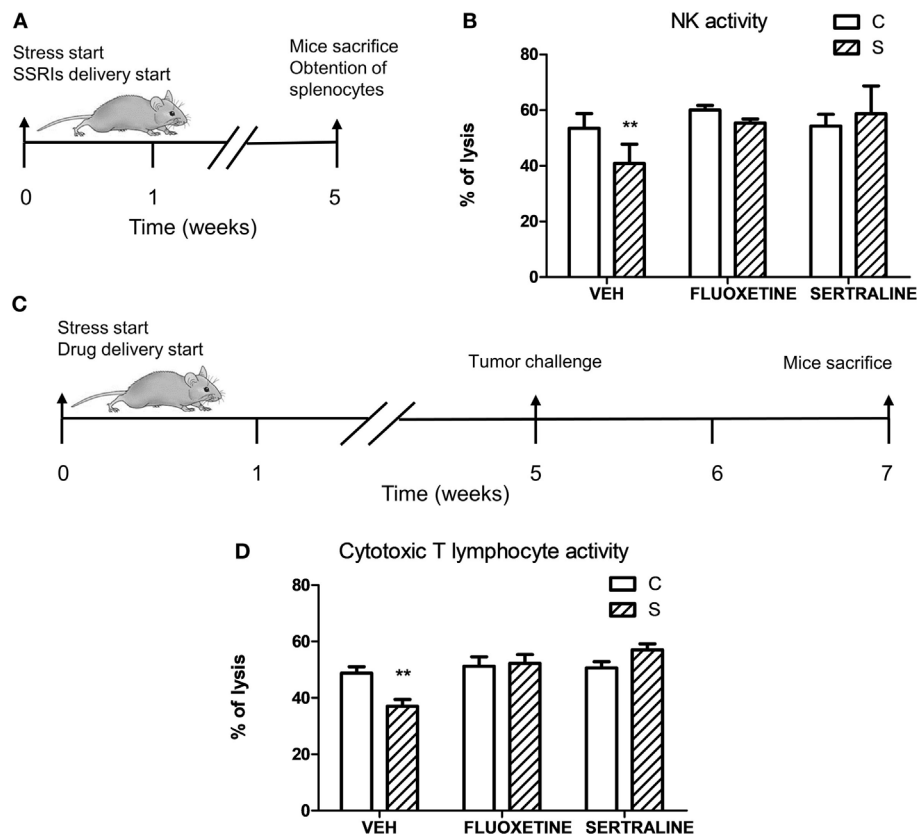 A
Stress start
SSRIs delivery start
Mice sacrifice
Obtention of
splenocytes
0
1
5
Time (weeks)
B
NK activity
C
S
% of lysis
80
60
40
20
0
**
VEH
FLUOXETINE
SERTRALINE
C
Stress start
Drug delivery start
Tumor challenge
Mice sacrifice
0
1
5
6
7
Time (weeks)
D
Cytotoxic T lymphocyte activity
C
S
% of lysis
80
60
40
20
0
**
VEH
FLUOXETINE
SERTRALINE